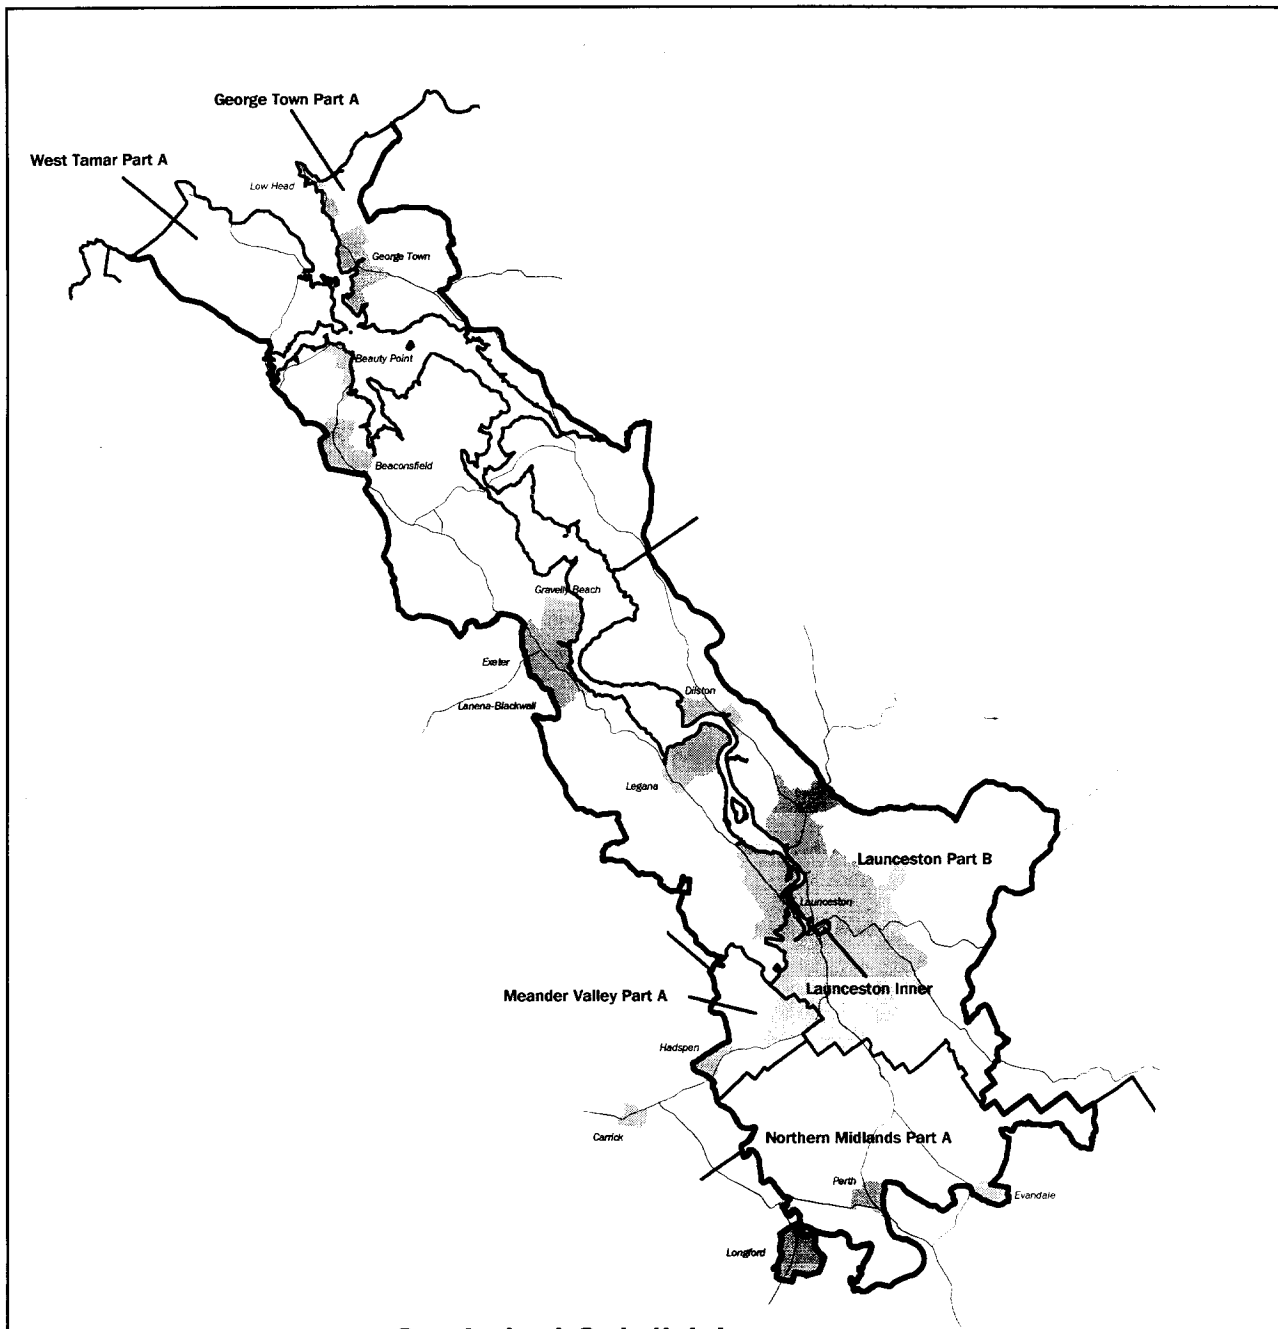 George Town Part A
West Tamar Part A
Low Head
George Town
Beauty Point
Beaconsfield
Gravelly Beach
Exeter
Dilston
Lanena-Blackwall
Legana
Launceston Part B
Launceston
Launceston Inner
Meander Valley Part A
Hadspen
Carrick
Northern Midlands Part A
Perth
Evandale
Longford